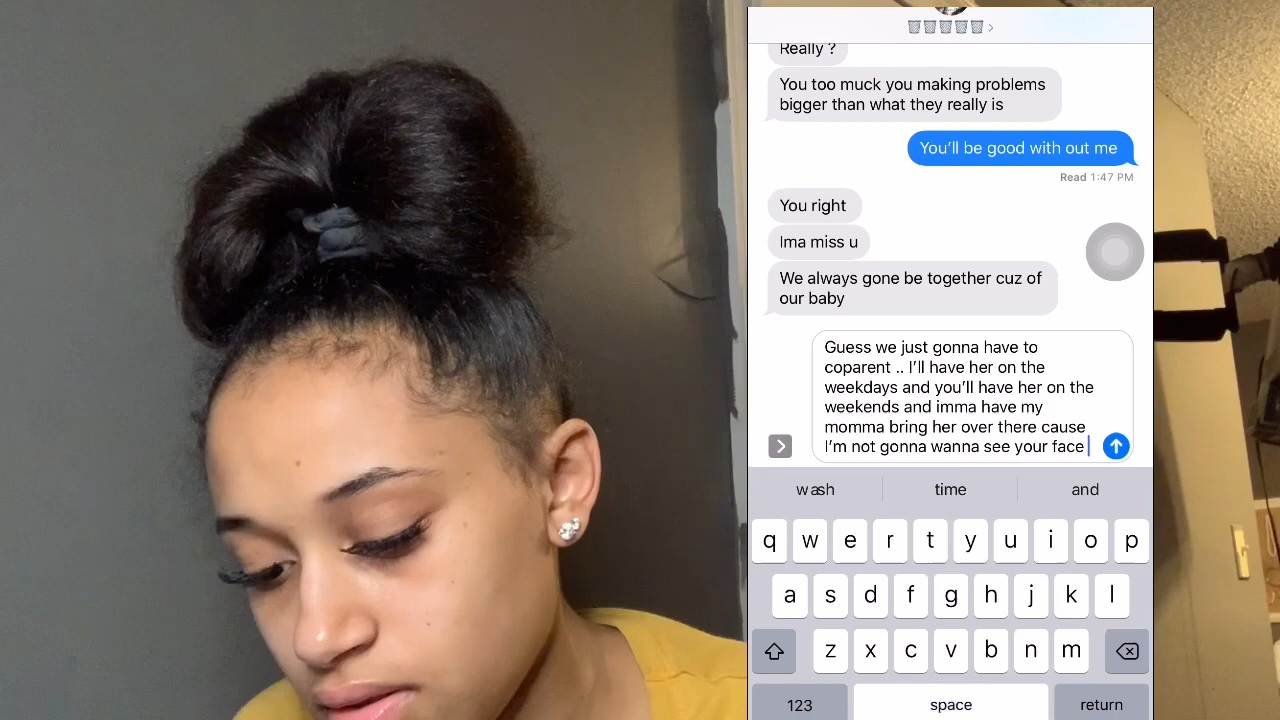 Really ?
You too muck you making problems
bigger than what they really is
You'll be good with out me
Read 1:47 PM
You right
Ima miss u
We always gone be together cuz of
our baby
Guess we just gonna have to
coparent .. I'll have her on the
weekdays and you'll have her on the
weekends and imma have my
momma bring her over there cause
I'm not gonna wanna see your face
wash time and
q w e r t y u i o p
a s d f g h j k l
z x c v b n m
123 space return